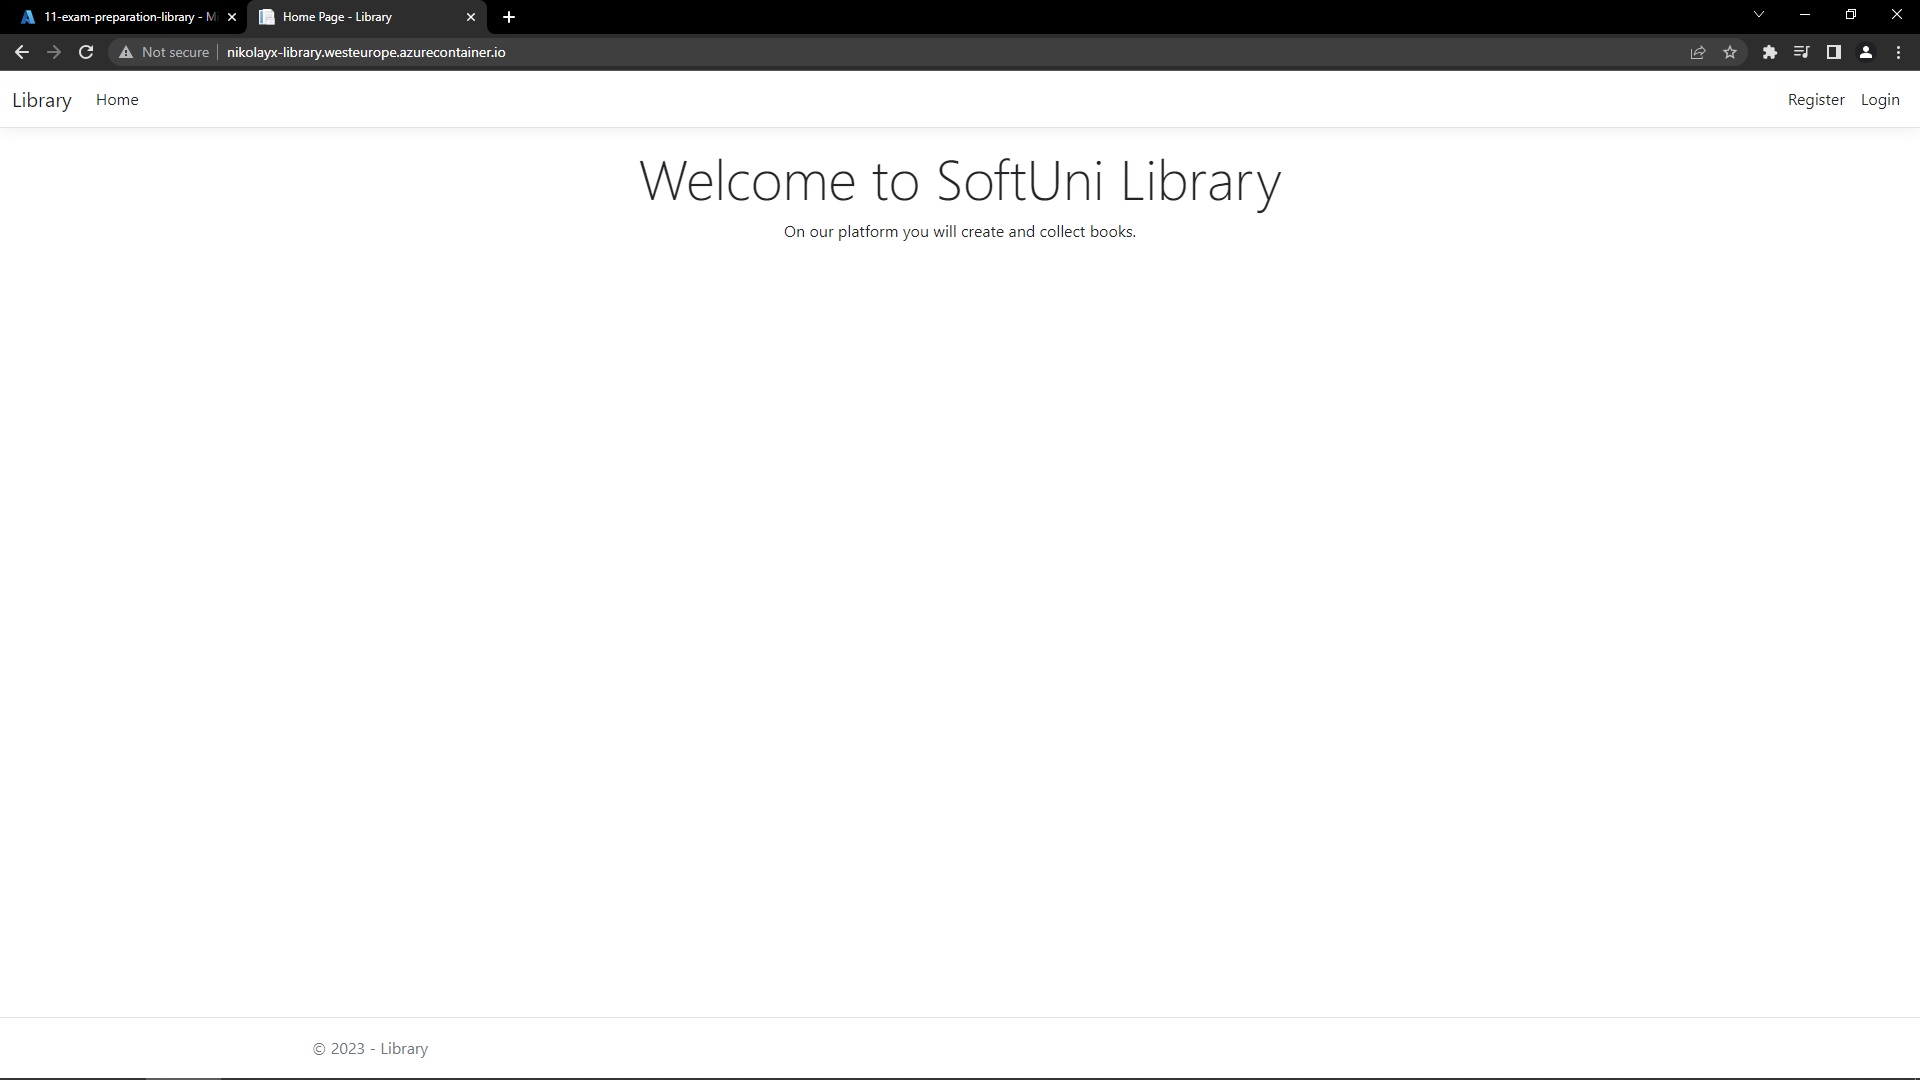 11-exam-preparation-library - Mi
Home Page - Library
Not secure
nikolayx-library.westeurope.azurecontainer.io
Library
Home
Register
Login
Welcome to SoftUni Library
On our platform you will create and collect books.
© 2023 - Library